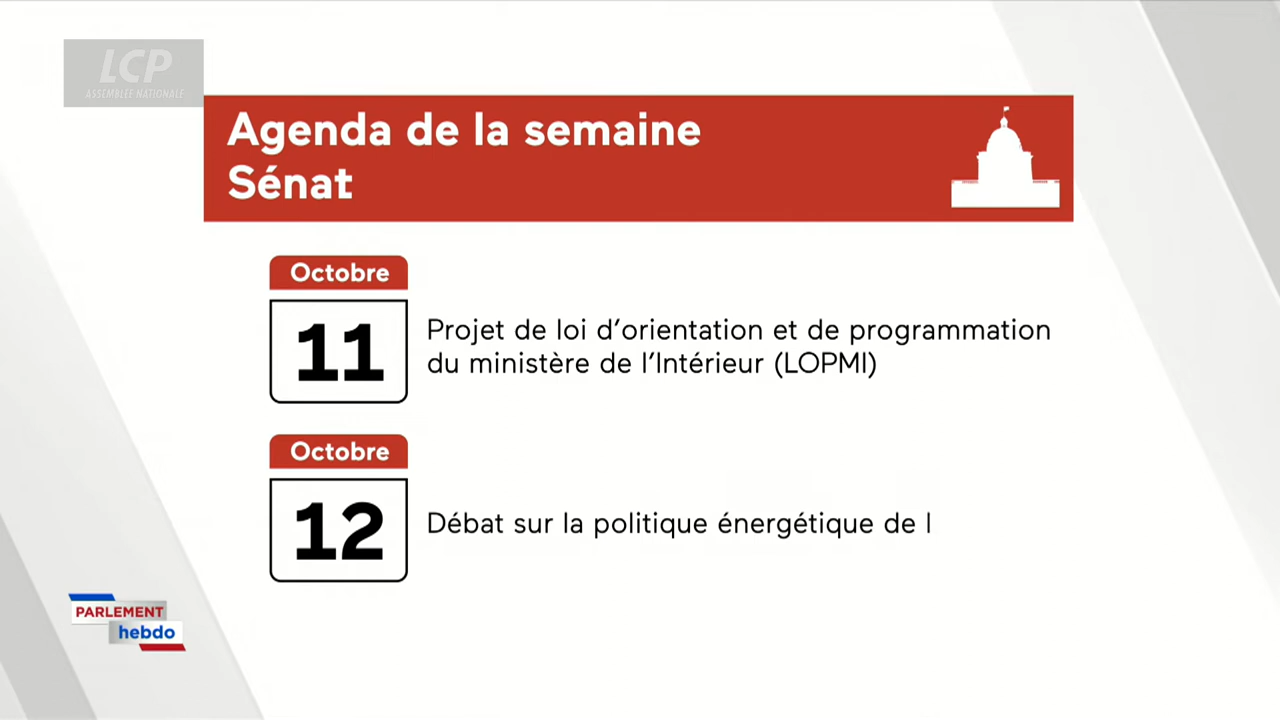 LCP
ASSEMBLÉE NATIONALE
Agenda de la semaine
Sénat
Octobre
11
Projet de loi d’orientation et de programmation
du ministère de l’Intérieur (LOPMI)
Octobre
12
Débat sur la politique énergétique de l
PARLEMENT
hebdo